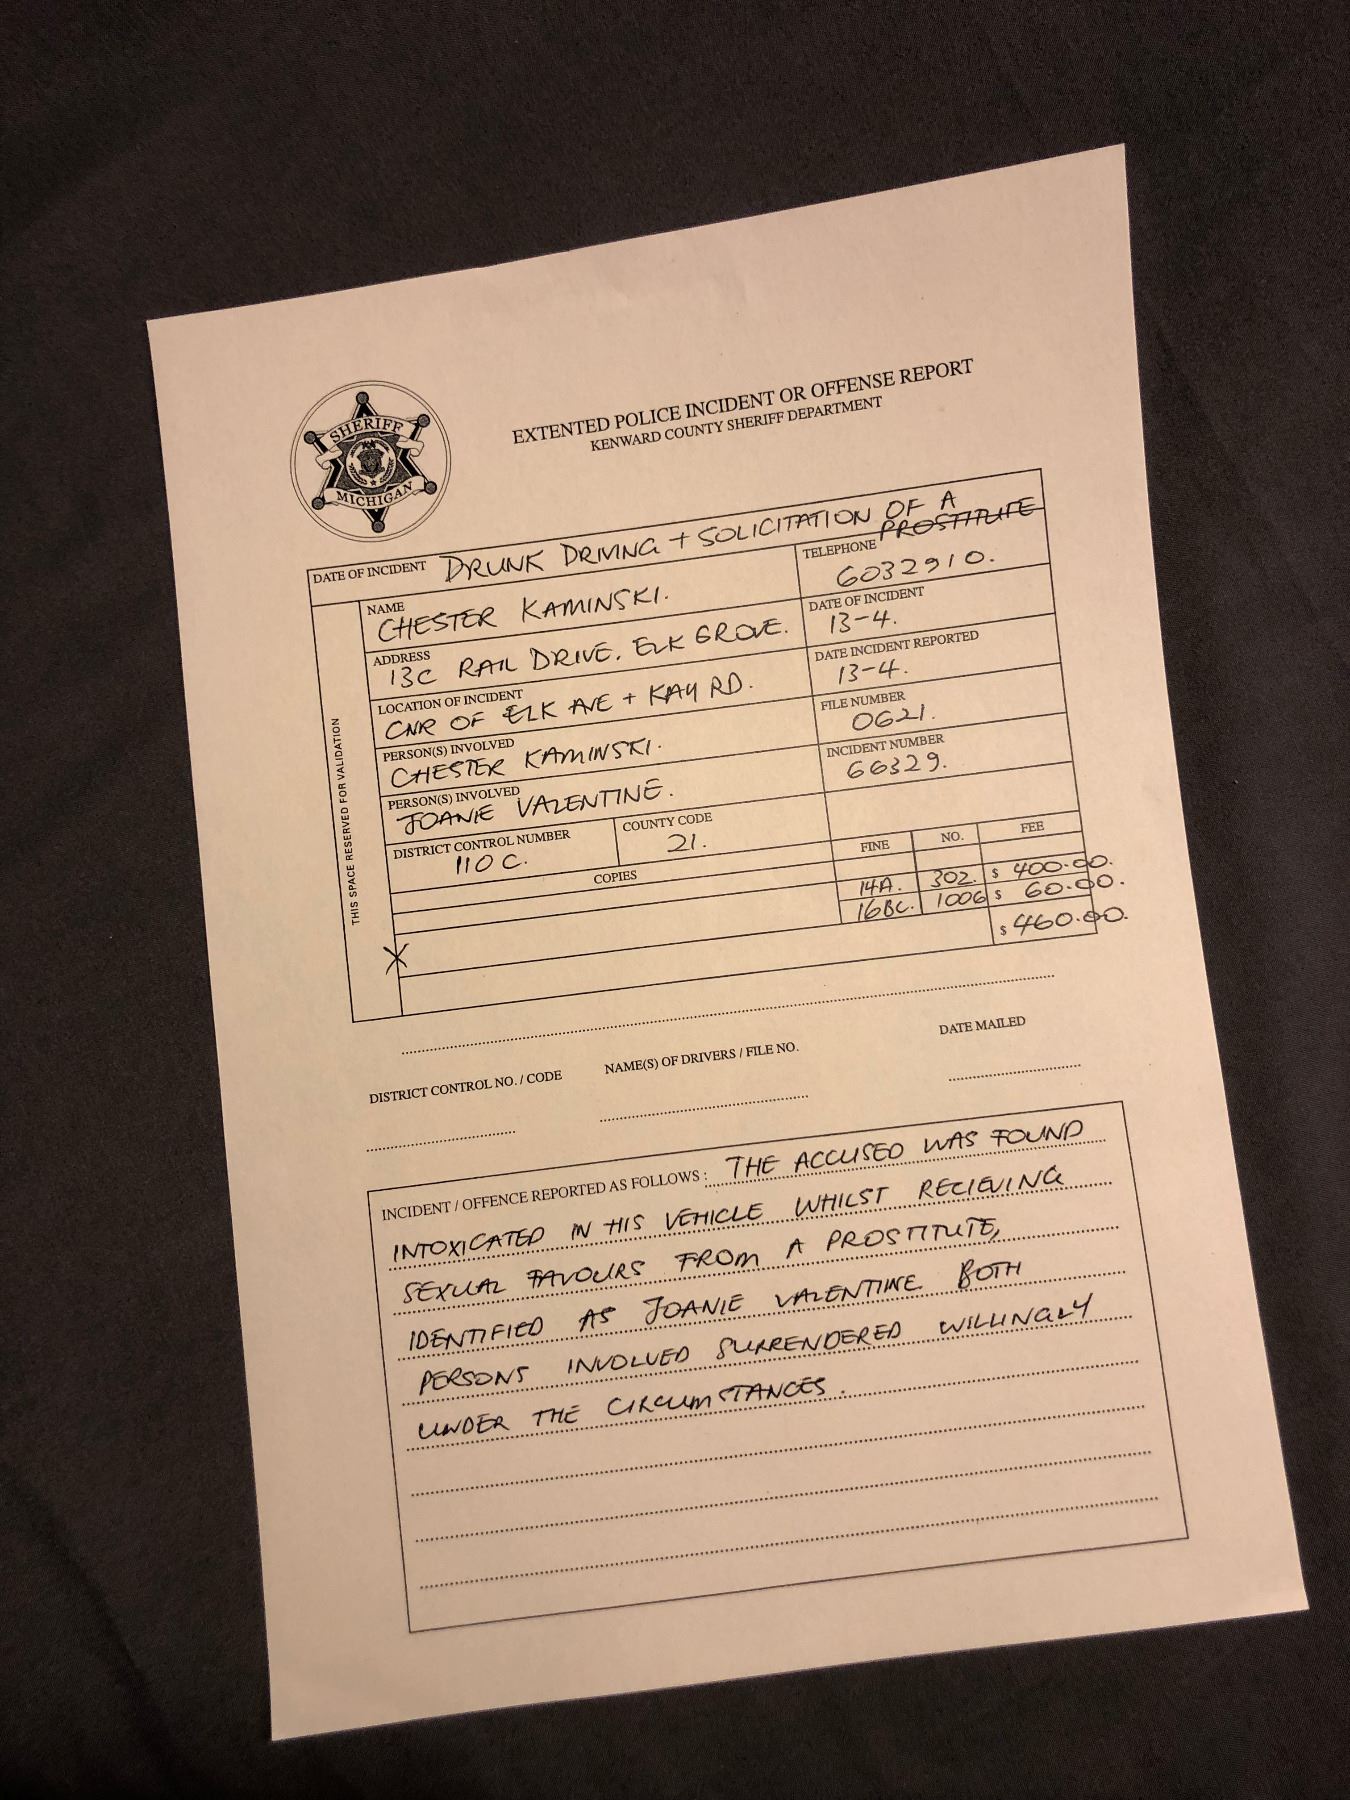 SHERIFF
MICHIGAN
EXTENTED POLICE INCIDENT OR OFFENSE REPORT
KENWARD COUNTY SHERIFF DEPARTMENT
DATE OF INCIDENT DRUNK DRIVING + SOLICITATION OF A
PROSTITUTE
THIS SPACE RESERVED FOR VALIDATION
NAME
CHESTER KAMINSKI.
TELEPHONE
6032910.
ADDRESS
13C RAIL DRIVE. ELK GROVE.
DATE OF INCIDENT
13-4.
LOCATION OF INCIDENT
CNR OF ELK AVE + KAY RD.
DATE INCIDENT REPORTED
13-4.
PERSON(S) INVOLVED
CHESTER KAMINSKI.
FILE NUMBER
0621.
PERSON(S) INVOLVED
JOANIE VALENTINE.
INCIDENT NUMBER
66329.
DISTRICT CONTROL NUMBER
110 C.
COUNTY CODE
21.
COPIES
FINE NO. FEE
14A. 302. $ 400.00.
16BC. 1006 $ 60.00.
$ 460.00.
X
DISTRICT CONTROL NO. / CODE
NAME(S) OF DRIVERS / FILE NO.
DATE MAILED
INCIDENT / OFFENCE REPORTED AS FOLLOWS : THE ACCUSED WAS FOUND
INTOXICATED IN HIS VEHICLE WHILST RECIEVING
SEXUAL FAVOURS FROM A PROSTITUTE,
IDENTIFIED AS JOANIE VALENTINE BOTH
PERSONS INVOLVED SURRENDERED WILLINGLY
UNDER THE CIRCUMSTANCES.